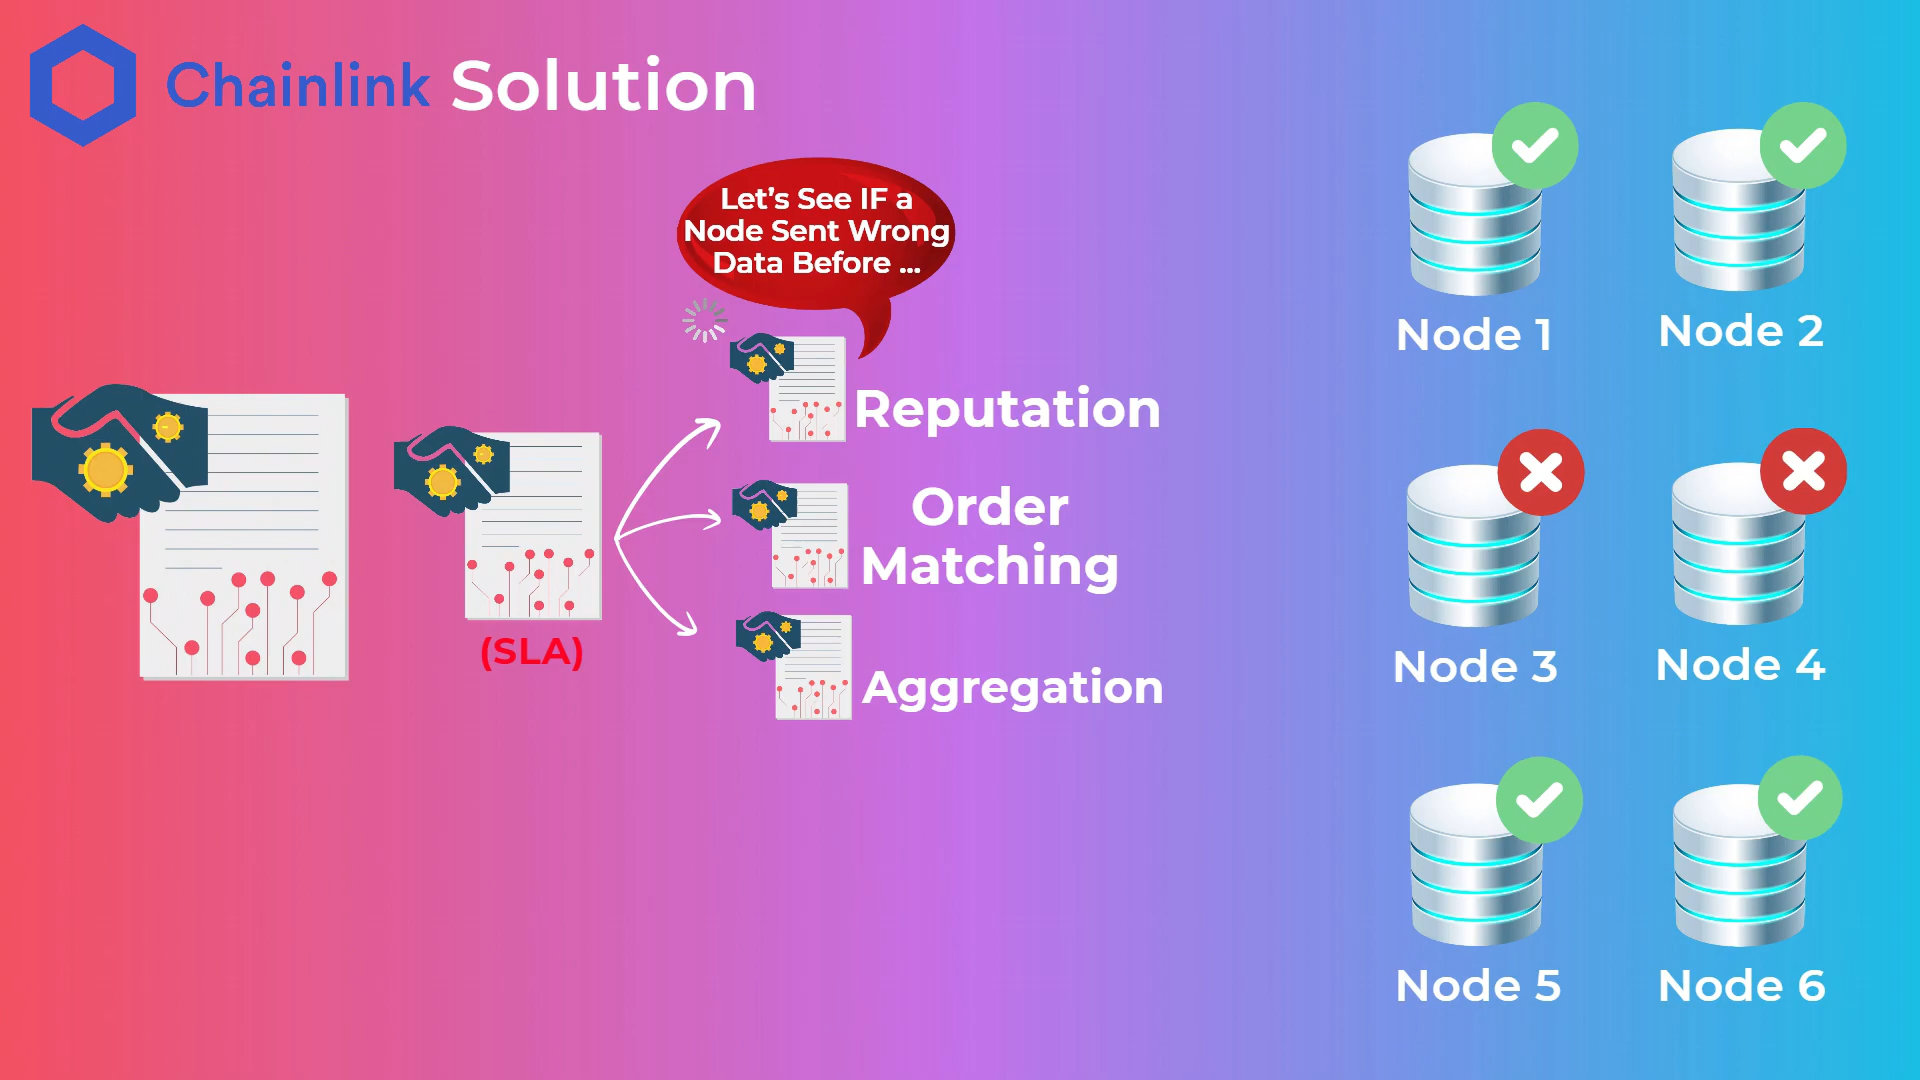 Chainlink Solution
Let's See IF a
Node Sent Wrong
Data Before ...
Reputation
Order
Matching
Aggregation
(SLA)
Node 1
Node 2
Node 3
Node 4
Node 5
Node 6